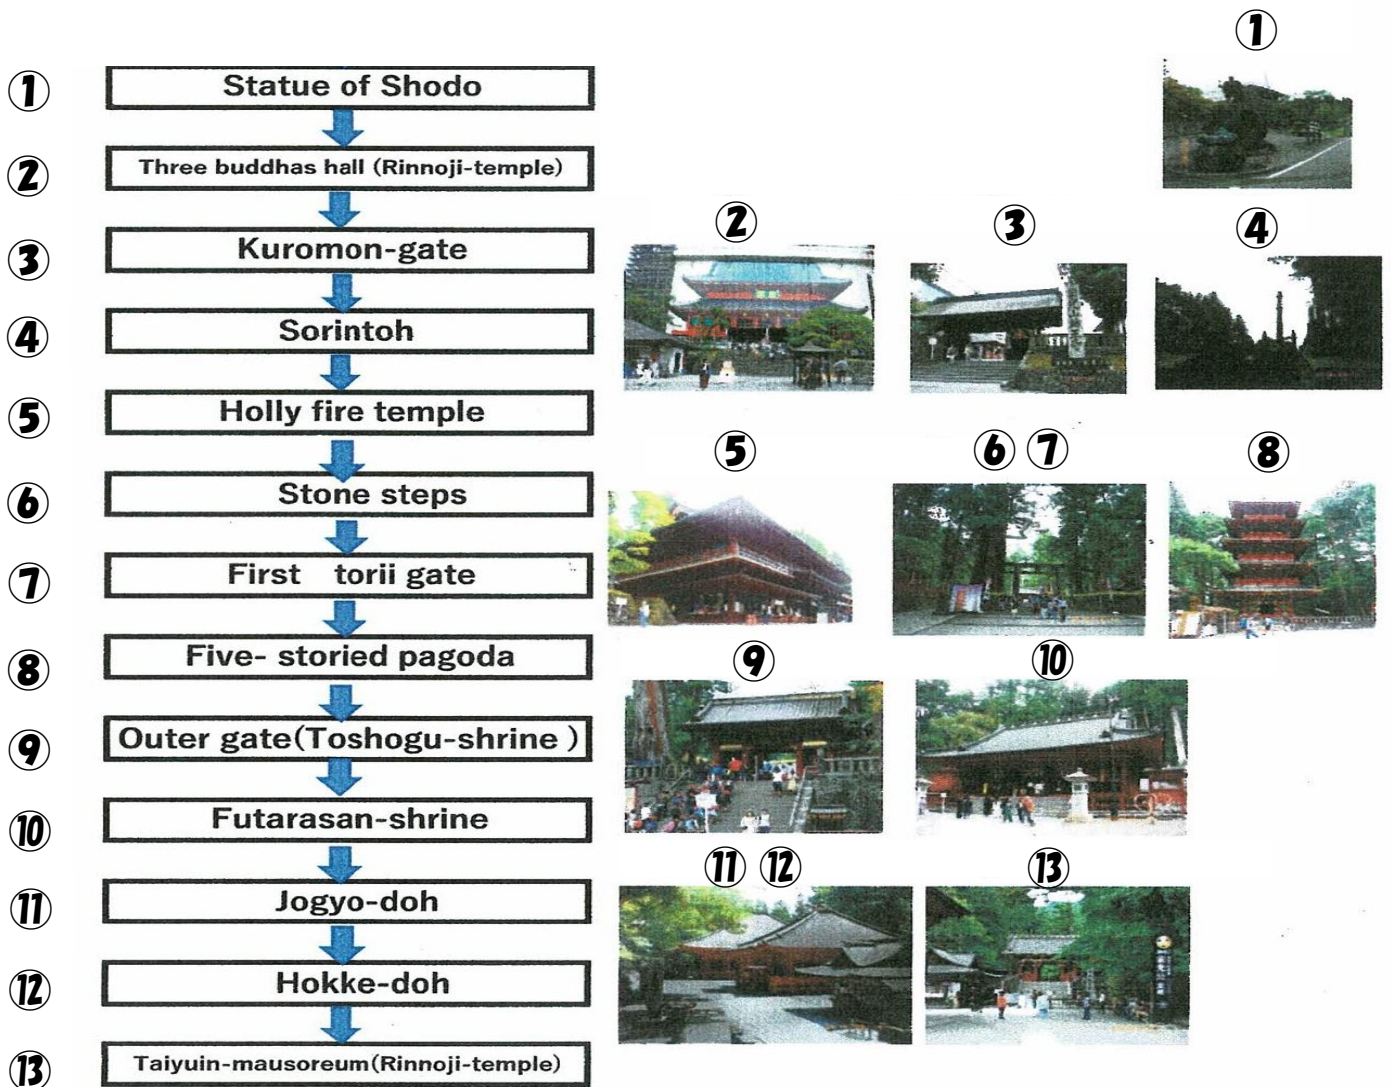 ① Statue of Shodo
② Three buddhas hall (Rinnoji-temple)
③ Kuromon-gate
④ Sorintoh
⑤ Holly fire temple
⑥ Stone steps
⑦ First torii gate
⑧ Five- storied pagoda
⑨ Outer gate(Toshogu-shrine )
⑩ Futarasan-shrine
⑪ Jogyo-doh
⑫ Hokke-doh
⑬ Taiyuin-mausoreum(Rinnoji-temple)
①
② ③ ④
⑤ ⑥ ⑦ ⑧
⑨ ⑩
⑪ ⑫ ⑬